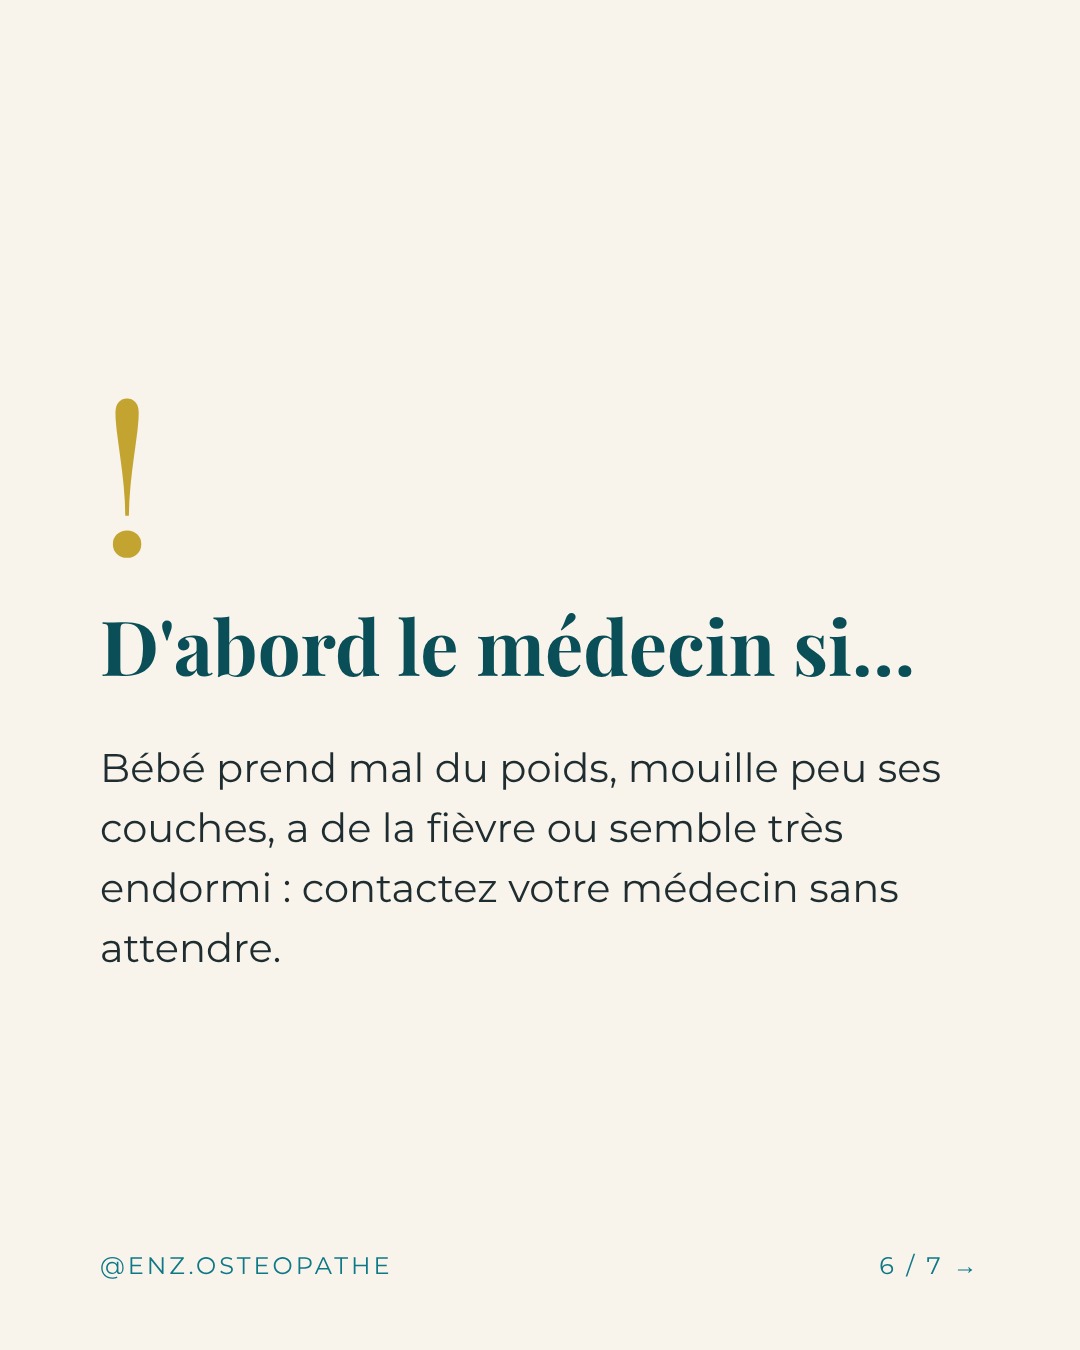 !
D'abord le médecin si...
Bébé prend mal du poids, mouille peu ses
couches, a de la fièvre ou semble très
endormi : contactez votre médecin sans
attendre.
@ENZ.OSTEOPATHE
6 / 7 →